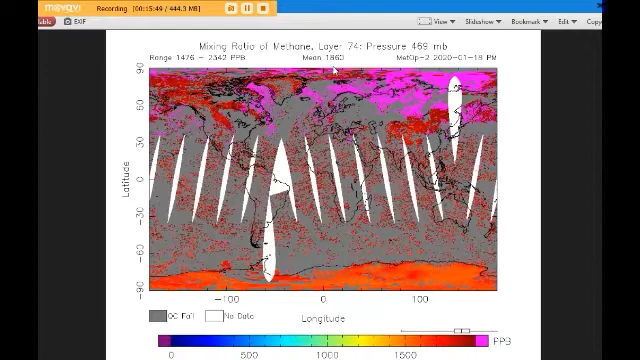 movavi
Recording (00:15:49 / 444.3 MB)
EXIF
View
Slideshow
Bookmark
Edit
Mixing Ratio of Methane, Layer 74: Pressure 469 mb
Range 1476 - 2342 PPB Mean 1860 MetOp-2 2020-01-18 PM
90
60
30
0
-30
-60
-90
Latitude
-100 0 100
QC Fail No Data
Longitude
0 500 1000 1500 PPB